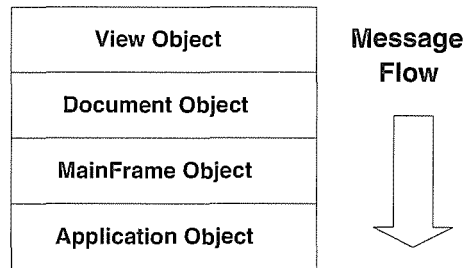 View Object
Document Object
MainFrame Object
Application Object
Message
Flow